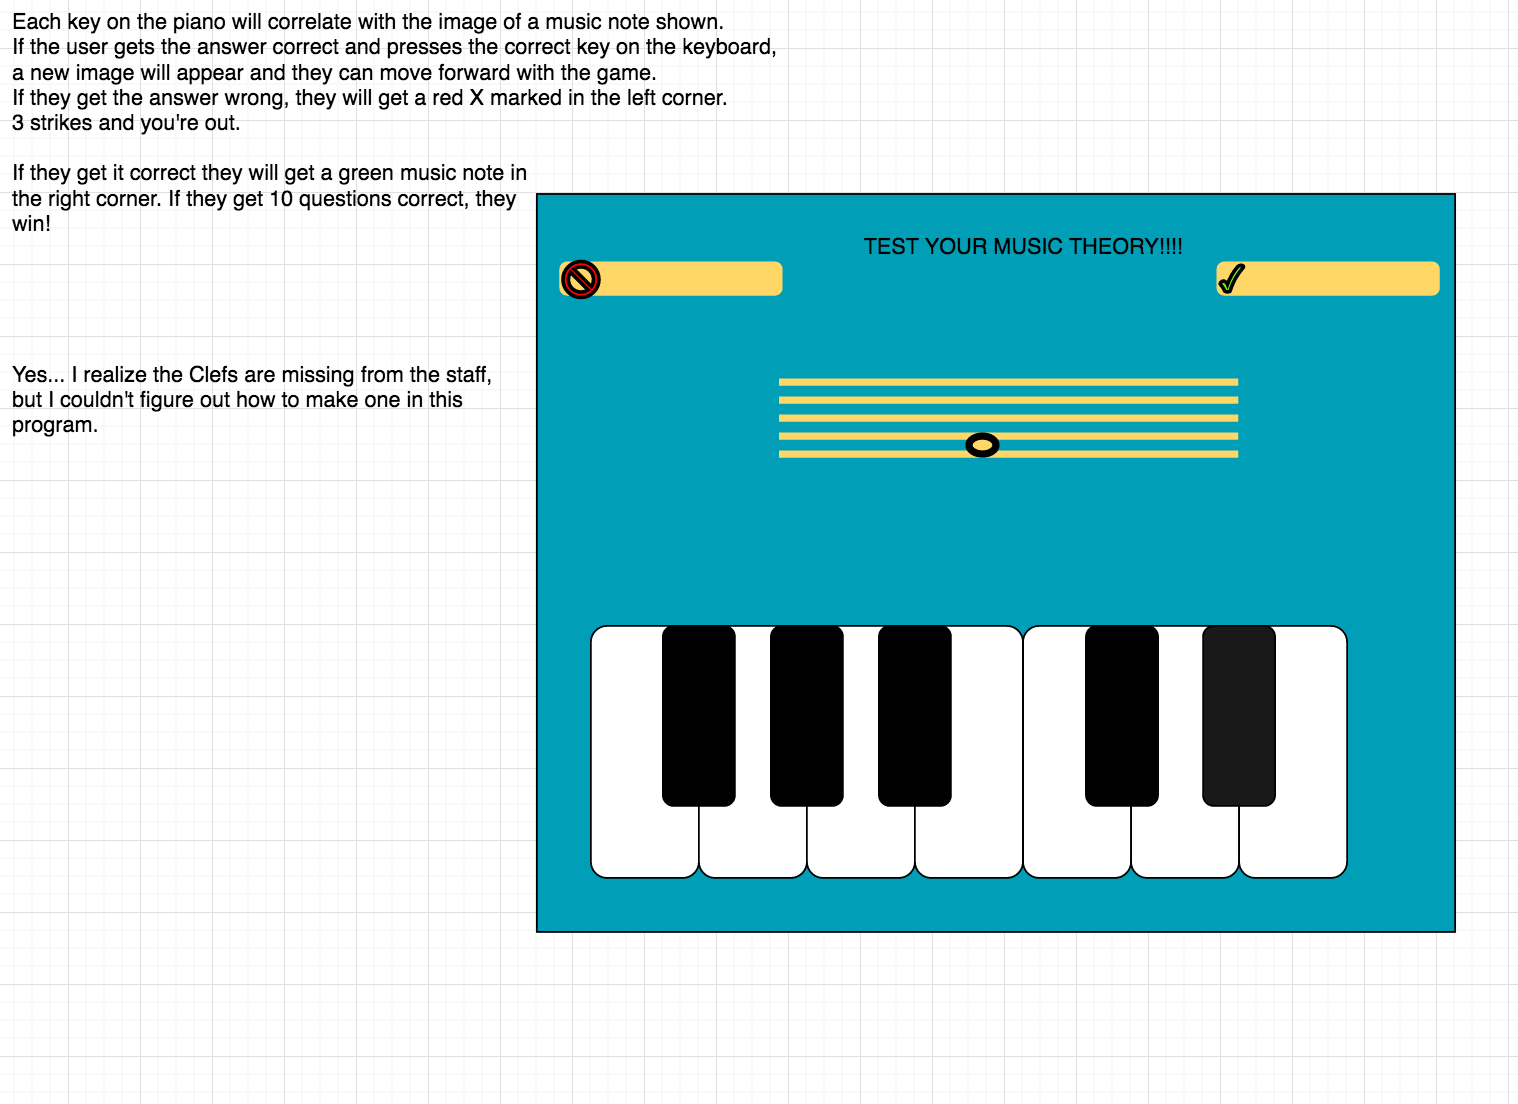 Each key on the piano will correlate with the image of a music note shown.
If the user gets the answer correct and presses the correct key on the keyboard,
a new image will appear and they can move forward with the game.
If they get the answer wrong, they will get a red X marked in the left corner.
3 strikes and you're out.
If they get it correct they will get a green music note in
the right corner. If they get 10 questions correct, they
win!
TEST YOUR MUSIC THEORY!!!!
Yes... I realize the Clefs are missing from the staff,
but I couldn't figure out how to make one in this
program.